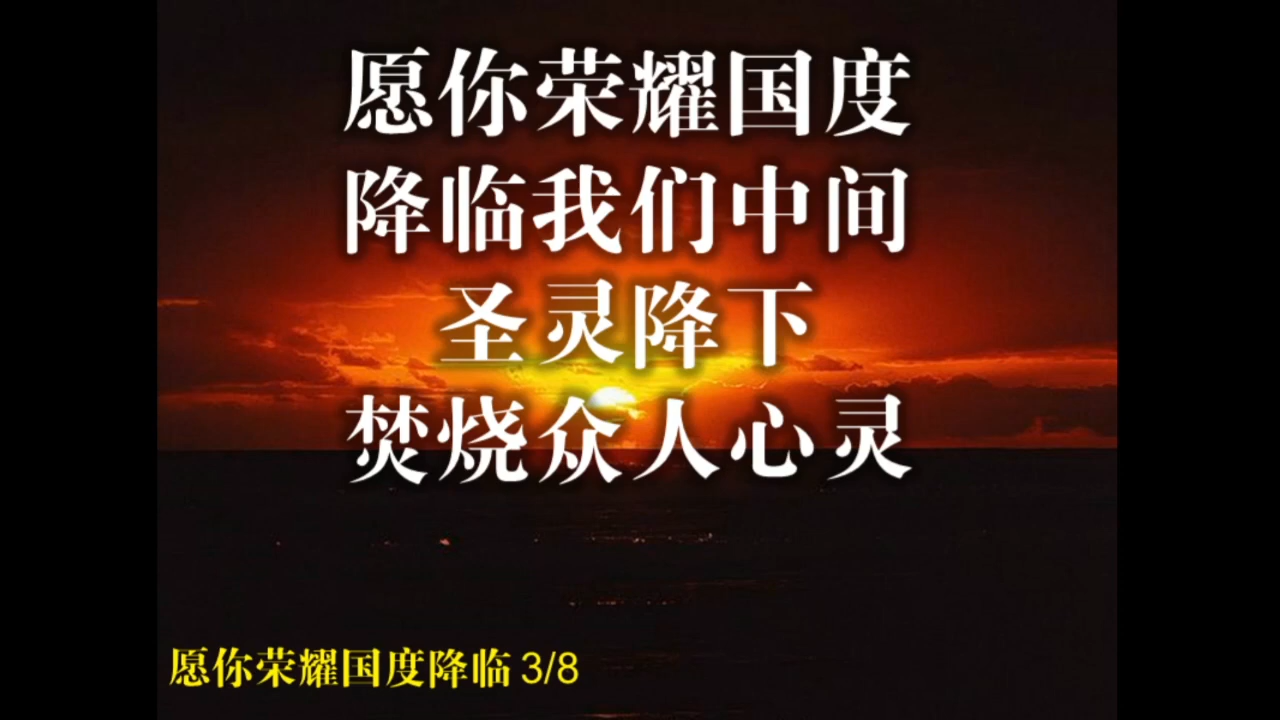 愿你荣耀国度
降临我们中间
圣灵降下
焚烧众人心灵
愿你荣耀国度降临 3/8